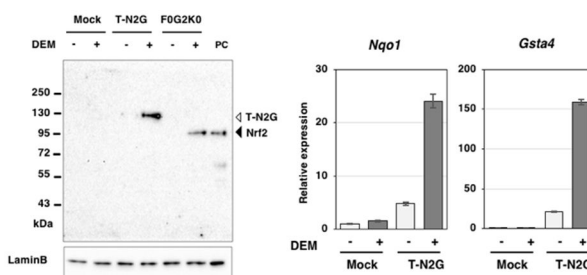 Mock T-N2G F0G2K0
DEM - + - + - + PC
250
130
95
72
55
43
kDa
T-N2G
Nrf2
LaminB
Nqo1
Relative expression
30
20
10
0
DEM - + - +
Mock T-N2G
Gsta4
200
150
100
50
0
- + - +
Mock T-N2G